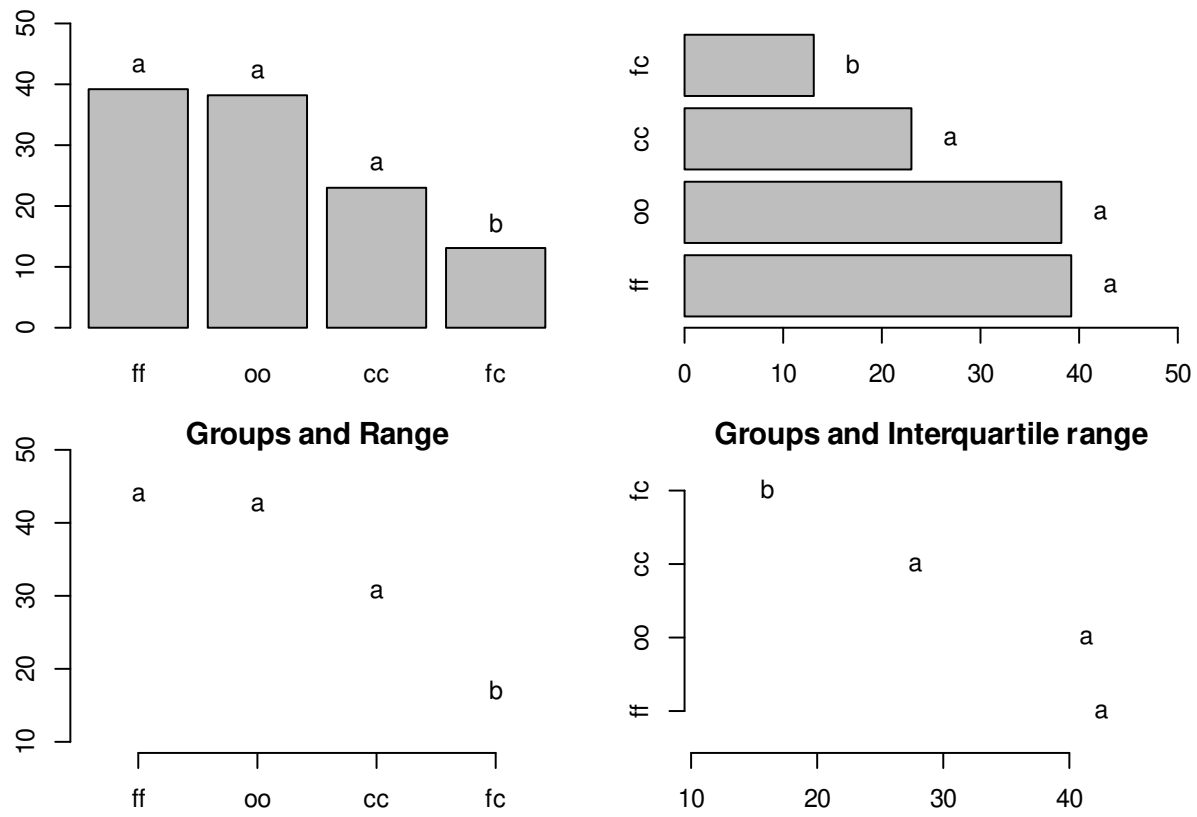 50
40
30
20
10
0
a
a
a
b
ff oo cc fc
fc
cc
oo
ff
b
a
a
a
0 10 20 30 40 50
Groups and Range
50
40
30
20
10
a
a
a
b
ff oo cc fc
Groups and Interquartile range
fc
cc
oo
ff
b
a
a
a
10 20 30 40